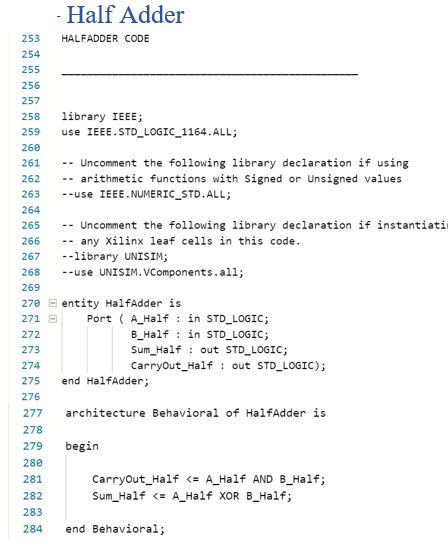 - Half Adder
253 HALFADDER CODE
254
255 _______________________________________________
256
257
258 library IEEE;
259 use IEEE.STD_LOGIC_1164.ALL;
260
261 -- Uncomment the following library declaration if using
262 -- arithmetic functions with Signed or Unsigned values
263 --use IEEE.NUMERIC_STD.ALL;
264
265 -- Uncomment the following library declaration if instantiatin
266 -- any Xilinx leaf cells in this code.
267 --library UNISIM;
268 --use UNISIM.VComponents.all;
269
270 entity HalfAdder is
271 Port ( A_Half : in STD_LOGIC;
272 B_Half : in STD_LOGIC;
273 Sum_Half : out STD_LOGIC;
274 CarryOut_Half : out STD_LOGIC);
275 end HalfAdder;
276
277 architecture Behavioral of HalfAdder is
278
279 begin
280
281 CarryOut_Half <= A_Half AND B_Half;
282 Sum_Half <= A_Half XOR B_Half;
283
284 end Behavioral;